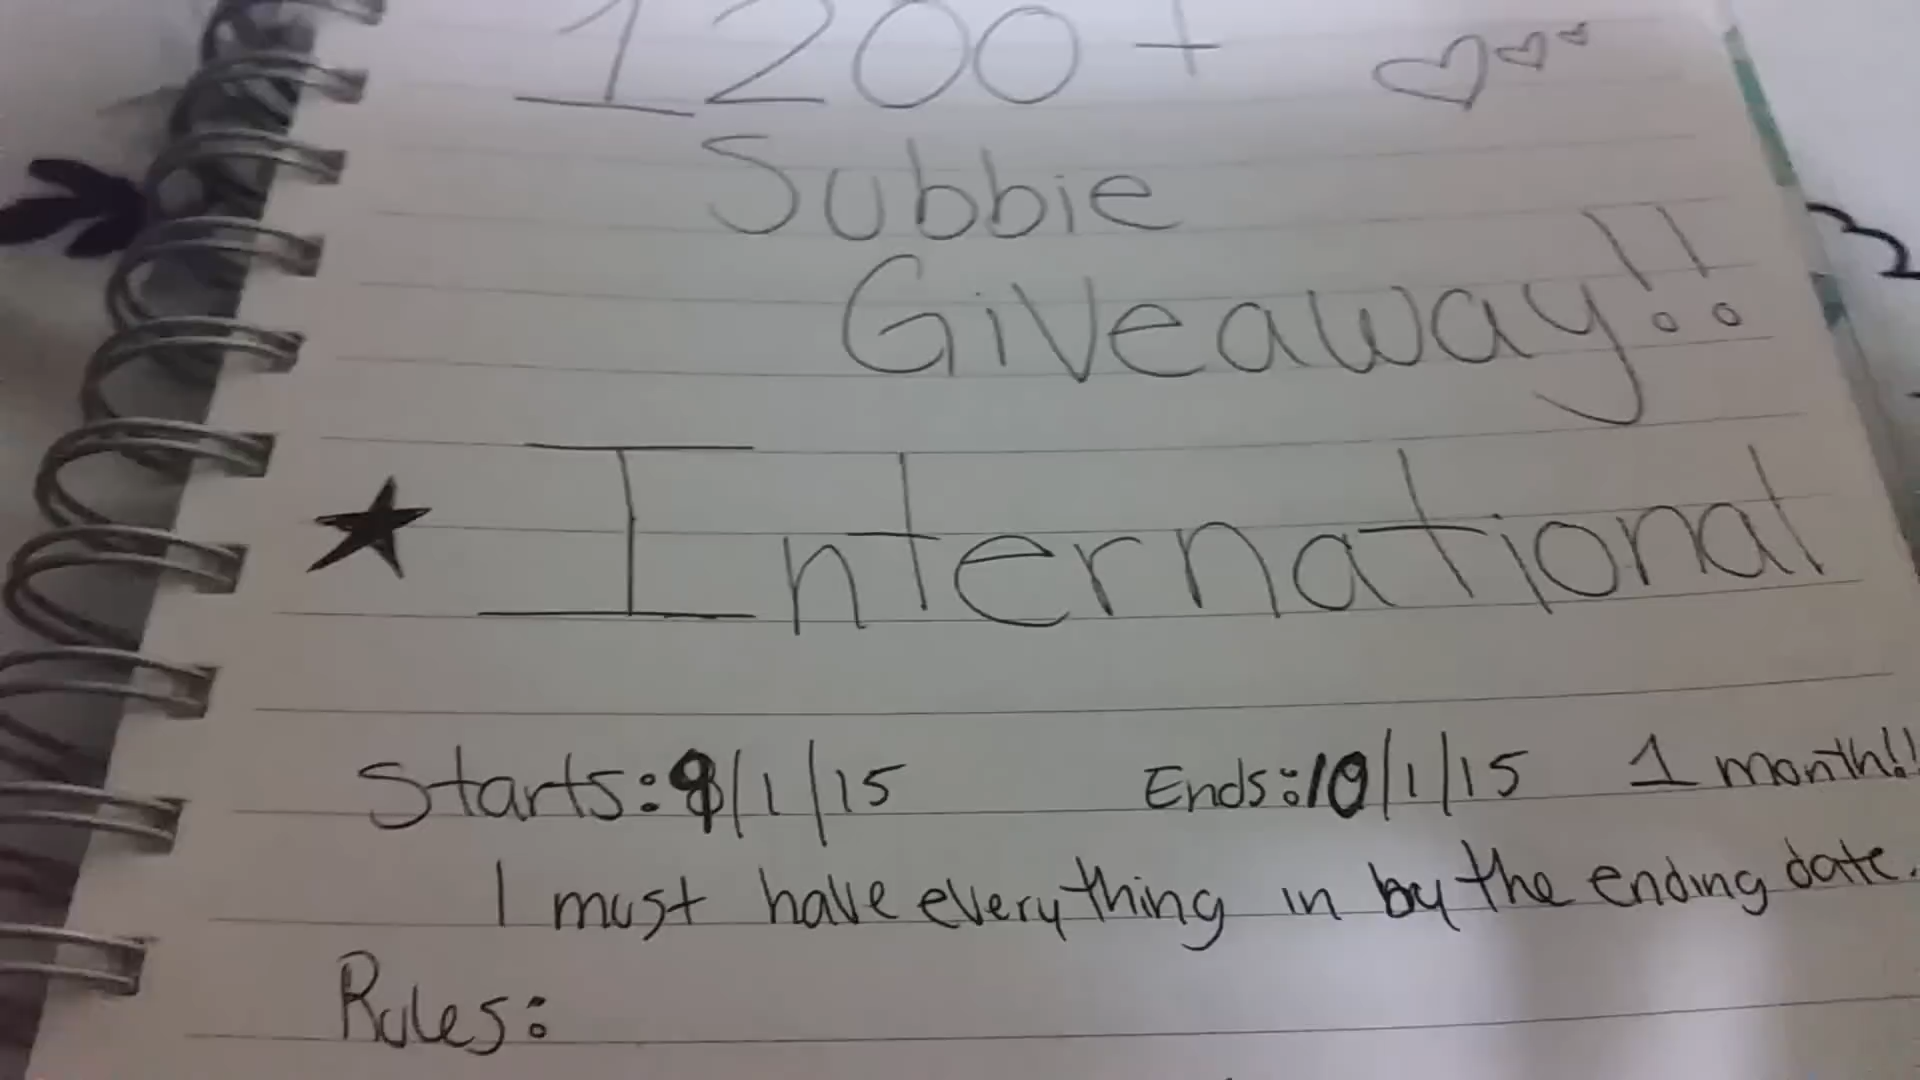 1200+
Subbie
Giveaway!!
International
Starts: 9/1/15 Ends: 10/1/15 1 month!!
I must have everything in by the ending date.
Rules: